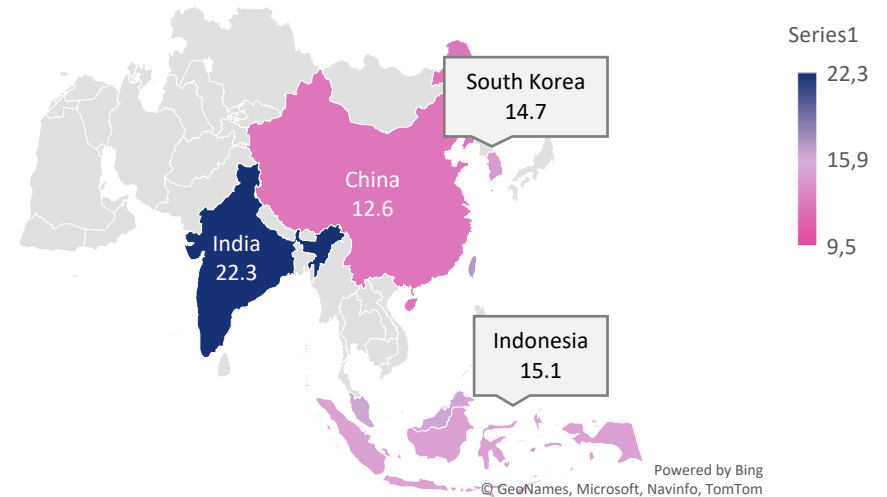 Series1
22,3
15,9
9,5
South Korea
14.7
China
12.6
India
22.3
Indonesia
15.1
Powered by Bing
© GeoNames, Microsoft, Navinfo, TomTom